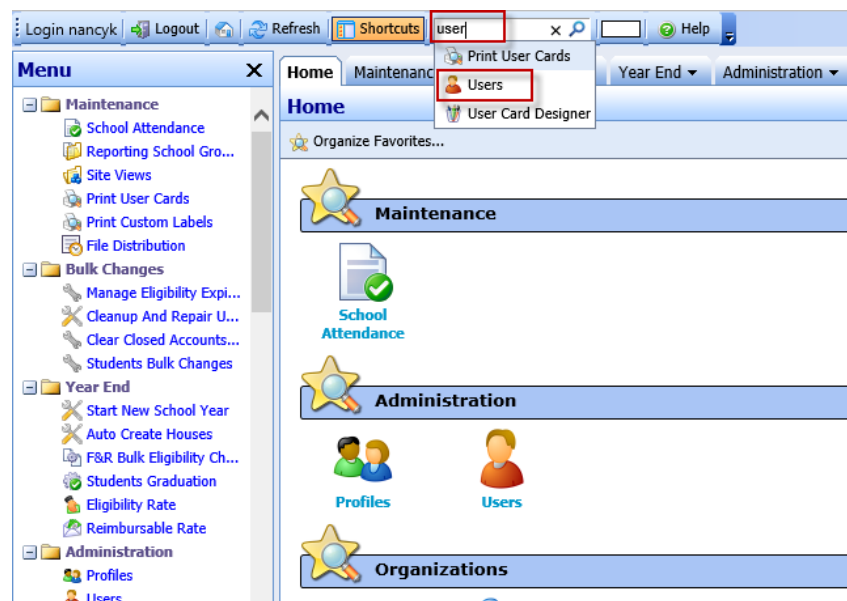 Login nancyk Logout Refresh Shortcuts user x Help
Print User Cards
Users
User Card Designer
Menu X
Maintenance
School Attendance
Reporting School Gro...
Site Views
Print User Cards
Print Custom Labels
File Distribution
Bulk Changes
Manage Eligibility Expi...
Cleanup And Repair U...
Clear Closed Accounts...
Students Bulk Changes
Year End
Start New School Year
Auto Create Houses
F&R Bulk Eligibility Ch...
Students Graduation
Eligibility Rate
Reimbursable Rate
Administration
Profiles
Users
Home Maintenanc Year End Administration
Home
Organize Favorites...
Maintenance
School
Attendance
Administration
Profiles Users
Organizations